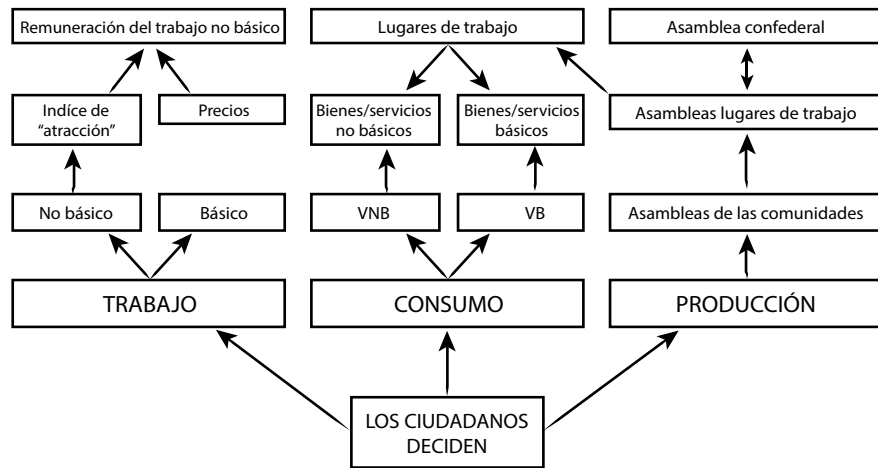 Remuneración del trabajo no básico
Lugares de trabajo
Asamblea confederal
Indíce de
“atracción”
Precios
Bienes/servicios
no básicos
Bienes/servicios
básicos
Asambleas lugares de trabajo
No básico
Básico
VNB
VB
Asambleas de las comunidades
TRABAJO
CONSUMO
PRODUCCIÓN
LOS CIUDADANOS
DECIDEN